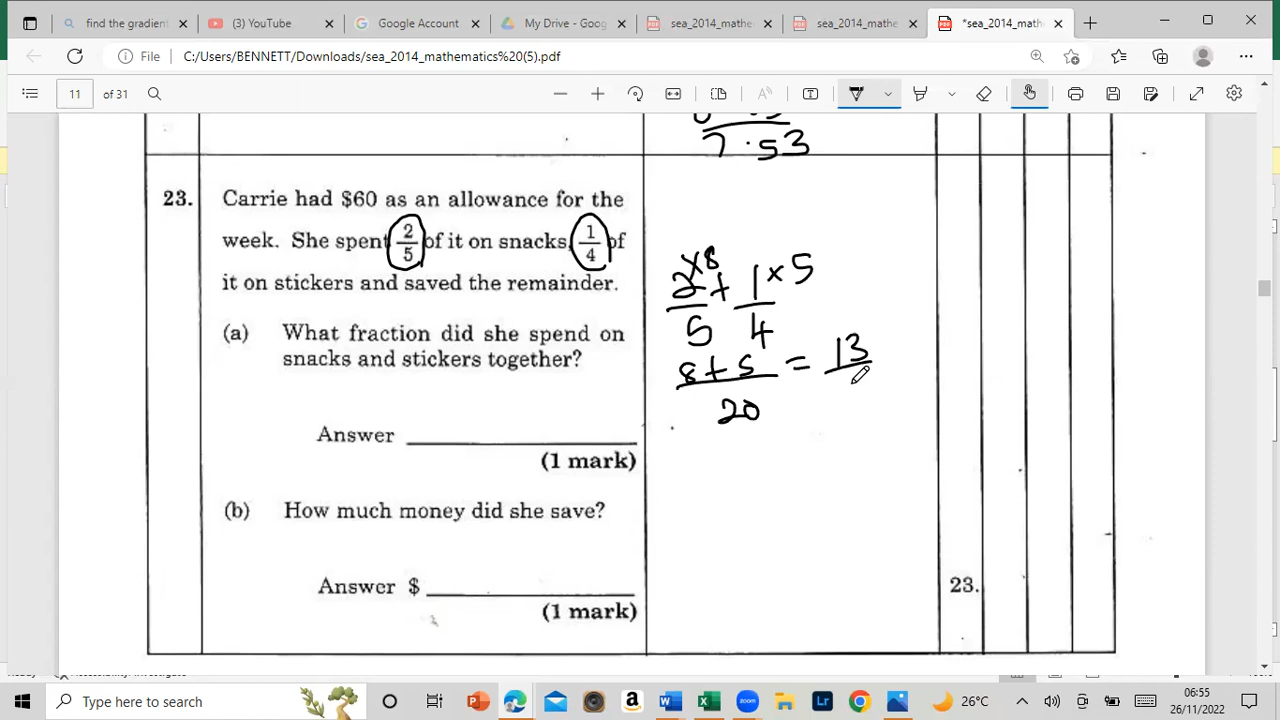 find the gradient
(3) YouTube
Google Account
My Drive - Goog
sea_2014_mathe
sea_2014_mathe
*sea_2014_math
File
C:/Users/BENNETT/Downloads/sea_2014_mathematics%20(5).pdf
11 of 31
7.53
23.
Carrie had $60 as an allowance for the
week. She spent 2/5 of it on snacks, 1/4 of
it on stickers and saved the remainder.
(a) What fraction did she spend on
snacks and stickers together?
Answer
(1 mark)
(b) How much money did she save?
Answer $
(1 mark)
23.
2 ×8 + 1 × 5
5 4
8 + 5 = 13
20
Type here to search
26°C
06:55
26/11/2022